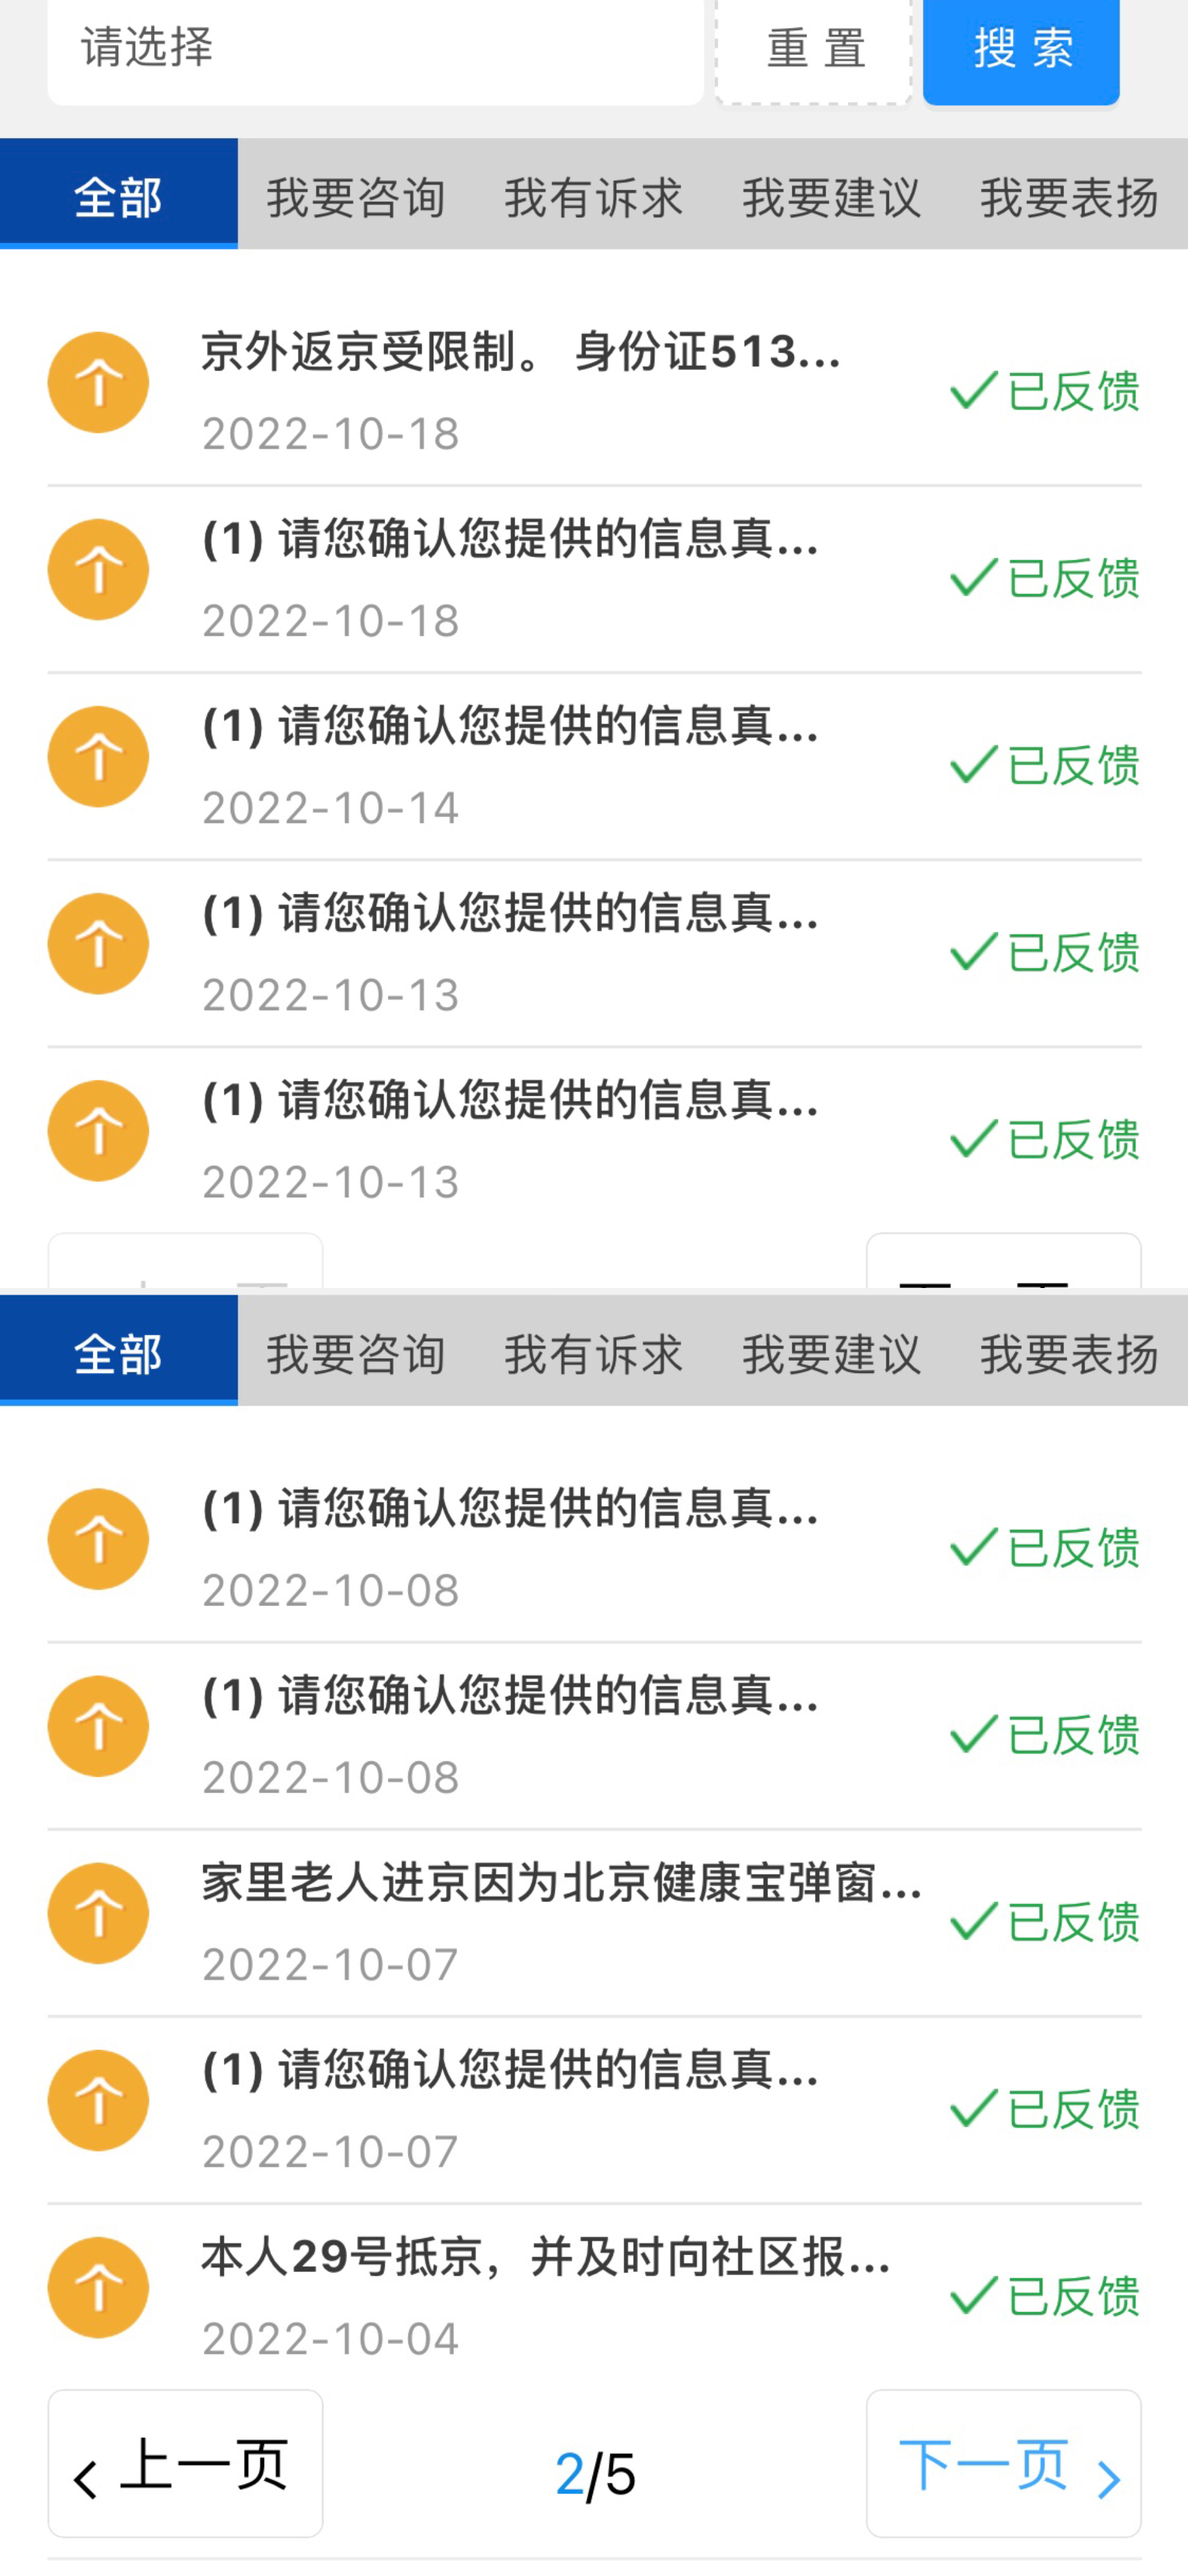 请选择
重置
搜索
全部 我要咨询 我有诉求 我要建议 我要表扬
京外返京受限制。 身份证513...
已反馈
2022-10-18
(1) 请您确认您提供的信息真...
已反馈
2022-10-18
(1) 请您确认您提供的信息真...
已反馈
2022-10-14
(1) 请您确认您提供的信息真...
已反馈
2022-10-13
(1) 请您确认您提供的信息真...
已反馈
2022-10-13
全部 我要咨询 我有诉求 我要建议 我要表扬
(1) 请您确认您提供的信息真...
已反馈
2022-10-08
(1) 请您确认您提供的信息真...
已反馈
2022-10-08
家里老人进京因为北京健康宝弹窗...
已反馈
2022-10-07
(1) 请您确认您提供的信息真...
已反馈
2022-10-07
本人29号抵京，并及时向社区报...
已反馈
2022-10-04
上一页
2/5
下一页